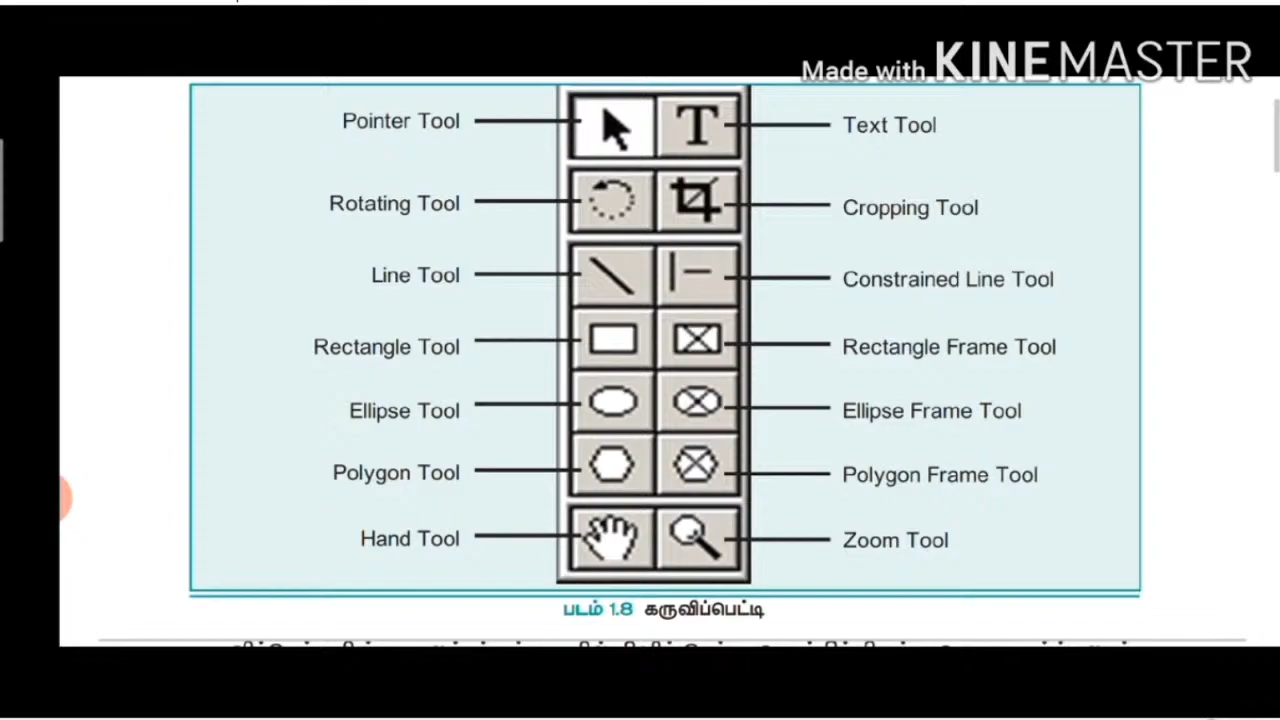 Made with KINEMASTER
Pointer Tool
Text Tool
Rotating Tool
Cropping Tool
Line Tool
Constrained Line Tool
Rectangle Tool
Rectangle Frame Tool
Ellipse Tool
Ellipse Frame Tool
Polygon Tool
Polygon Frame Tool
Hand Tool
Zoom Tool
படம் 1.8 கருவிப்பெட்டி